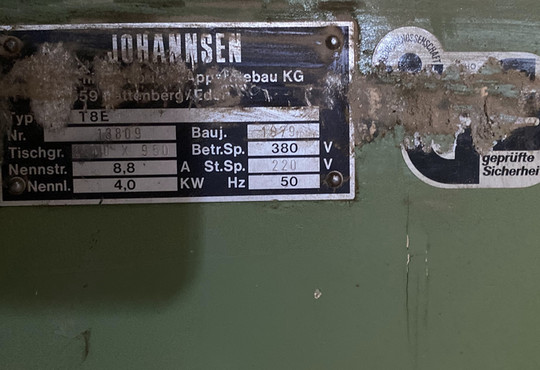 JOHANNSEN
Apparatebau KG
Typ T8E
Nr. 13809 Bauj. 1979
Tischgr. Betr.Sp. 380 V
Nennstr. 8,8 A St.Sp. 220 V
Nennl. 4,0 KW Hz 50
geprüfte
Sicherhei